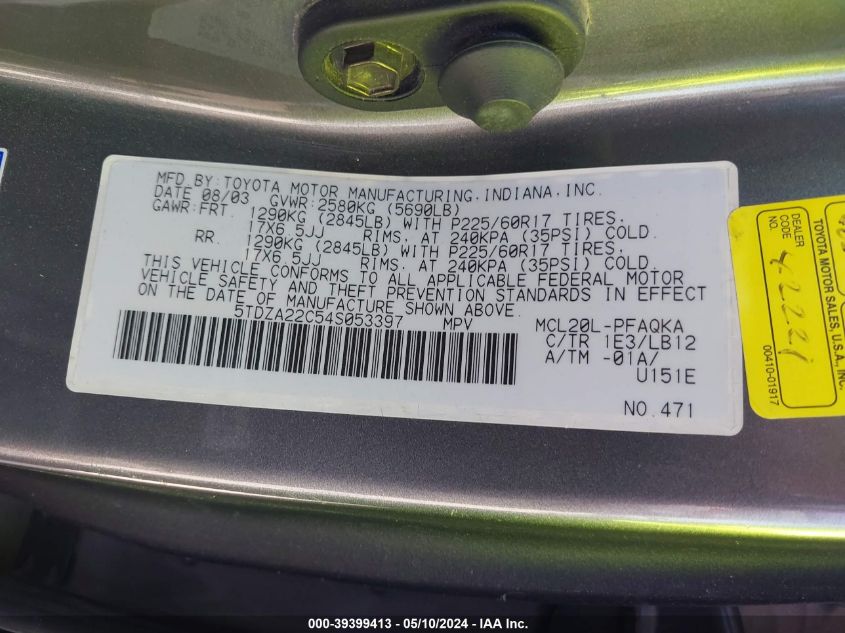 MFD.BY:TOYOTA MOTOR MANUFACTURING,INDIANA,INC.
DATE 08/03 GVWR:2580KG (5690LB)
GAWR:FRT. 1290KG (2845LB) WITH P225/60R17 TIRES,
17X6.5JJ RIMS, AT 240KPA (35PSI) COLD.
RR. 1290KG (2845LB) WITH P225/60R17 TIRES,
17X6.5JJ RIMS, AT 240KPA (35PSI) COLD.
THIS VEHICLE CONFORMS TO ALL APPLICABLE FEDERAL MOTOR
VEHICLE SAFETY AND THEFT PREVENTION STANDARDS IN EFFECT
ON THE DATE OF MANUFACTURE SHOWN ABOVE.
5TDZA22C54S053397 MPV
MCL20L-PFAQKA
C/TR 1E3/LB12
A/TM -01A/
U151E
NO.471
TOYOTA MOTOR SALES, U.S.A., INC.
DEALER
CODE
NO.
42221
00410-01917
000-39399413 - 05/10/2024 - IAA Inc.